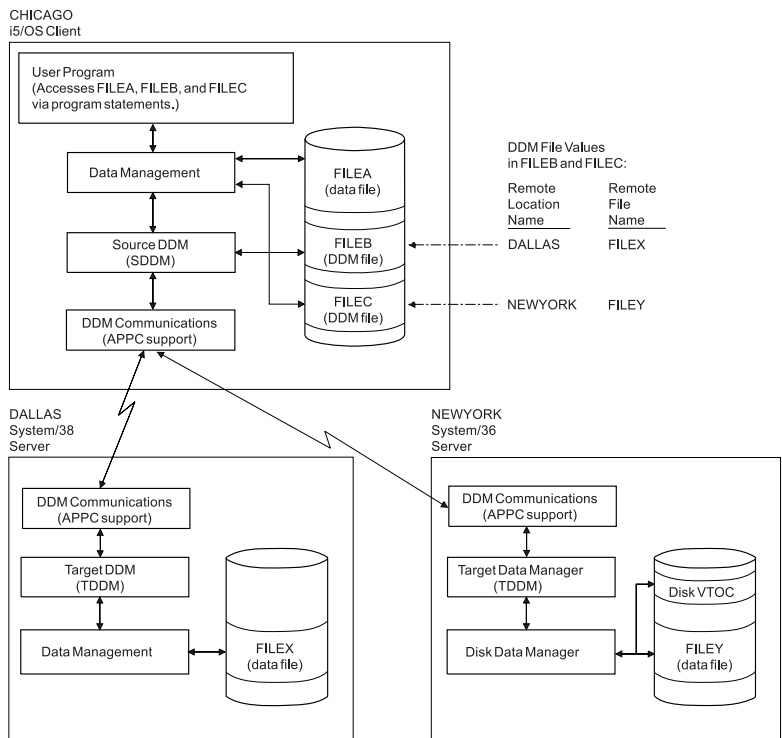 CHICAGO
i5/OS Client
User Program
(Accesses FILEA, FILEB, and FILEC
via program statements.)
Data Management
FILEA
(data file)
Source DDM
(SDDM)
FILEB
(DDM file)
FILEC
(DDM file)
DDM Communications
(APPC support)
DDM File Values
in FILEB and FILEC:
Remote
Location
Name
Remote
File
Name
DALLAS
FILEX
NEWYORK
FILEY
DALLAS
System/38
Server
DDM Communications
(APPC support)
Target DDM
(TDDM)
Data Management
FILEX
(data file)
NEWYORK
System/36
Server
DDM Communications
(APPC support)
Target Data Manager
(TDDM)
Disk Data Manager
Disk VTOC
FILEY
(data file)